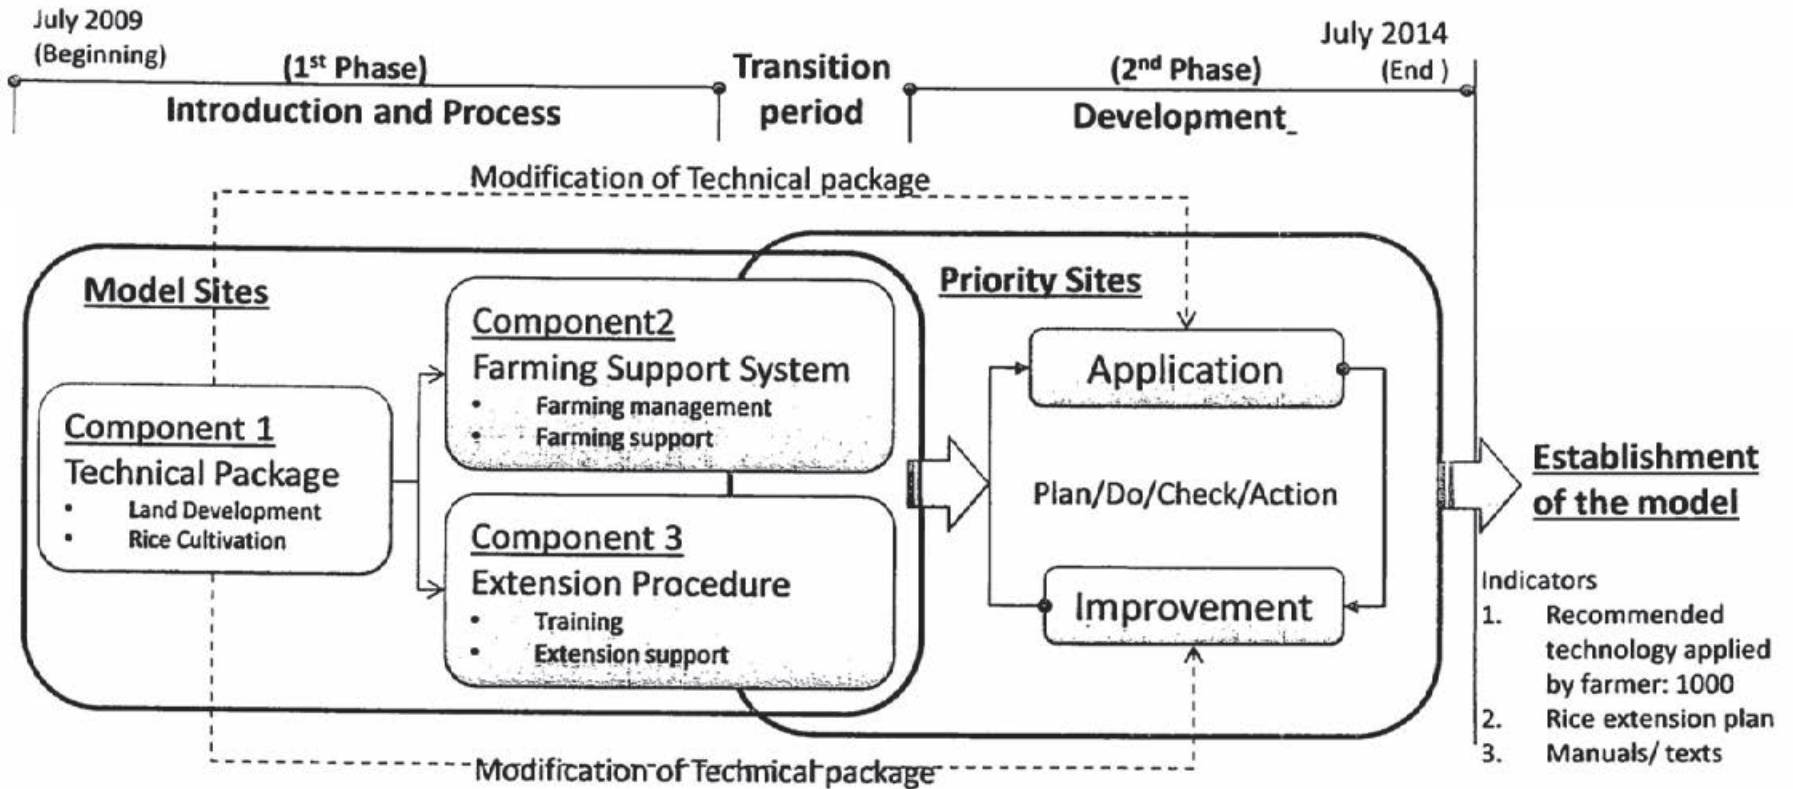 July 2009
(Beginning)
(1st Phase)
Introduction and Process
Transition
period
(2nd Phase)
Development_
July 2014
(End )
Modification of Technical package
Model Sites
Component 1
Technical Package
• Land Development
• Rice Cultivation
Component2
Farming Support System
• Farming management
• Farming support
Component 3
Extension Procedure
• Training
• Extension support
Priority Sites
Application
Plan/Do/Check/Action
Improvement
Modification of Technical package
Establishment
of the model
Indicators
1. Recommended
technology applied
by farmer: 1000
2. Rice extension plan
3. Manuals/ texts